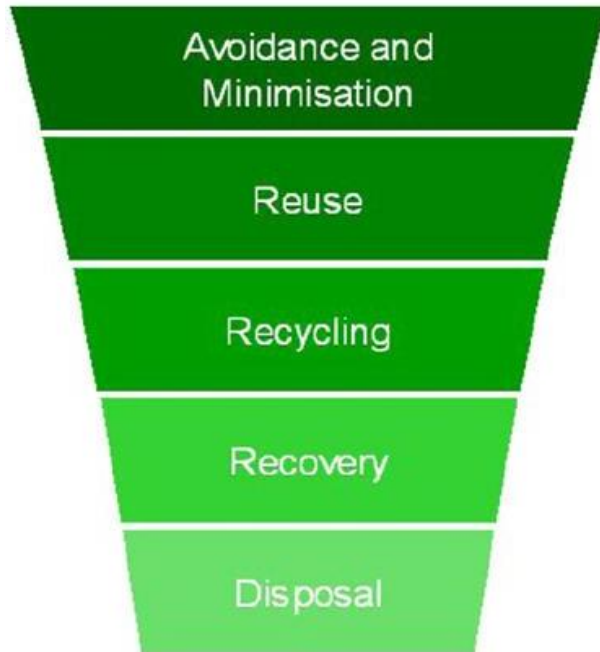 Avoidance and
Minimisation
Reuse
Recycling
Recovery
Disposal